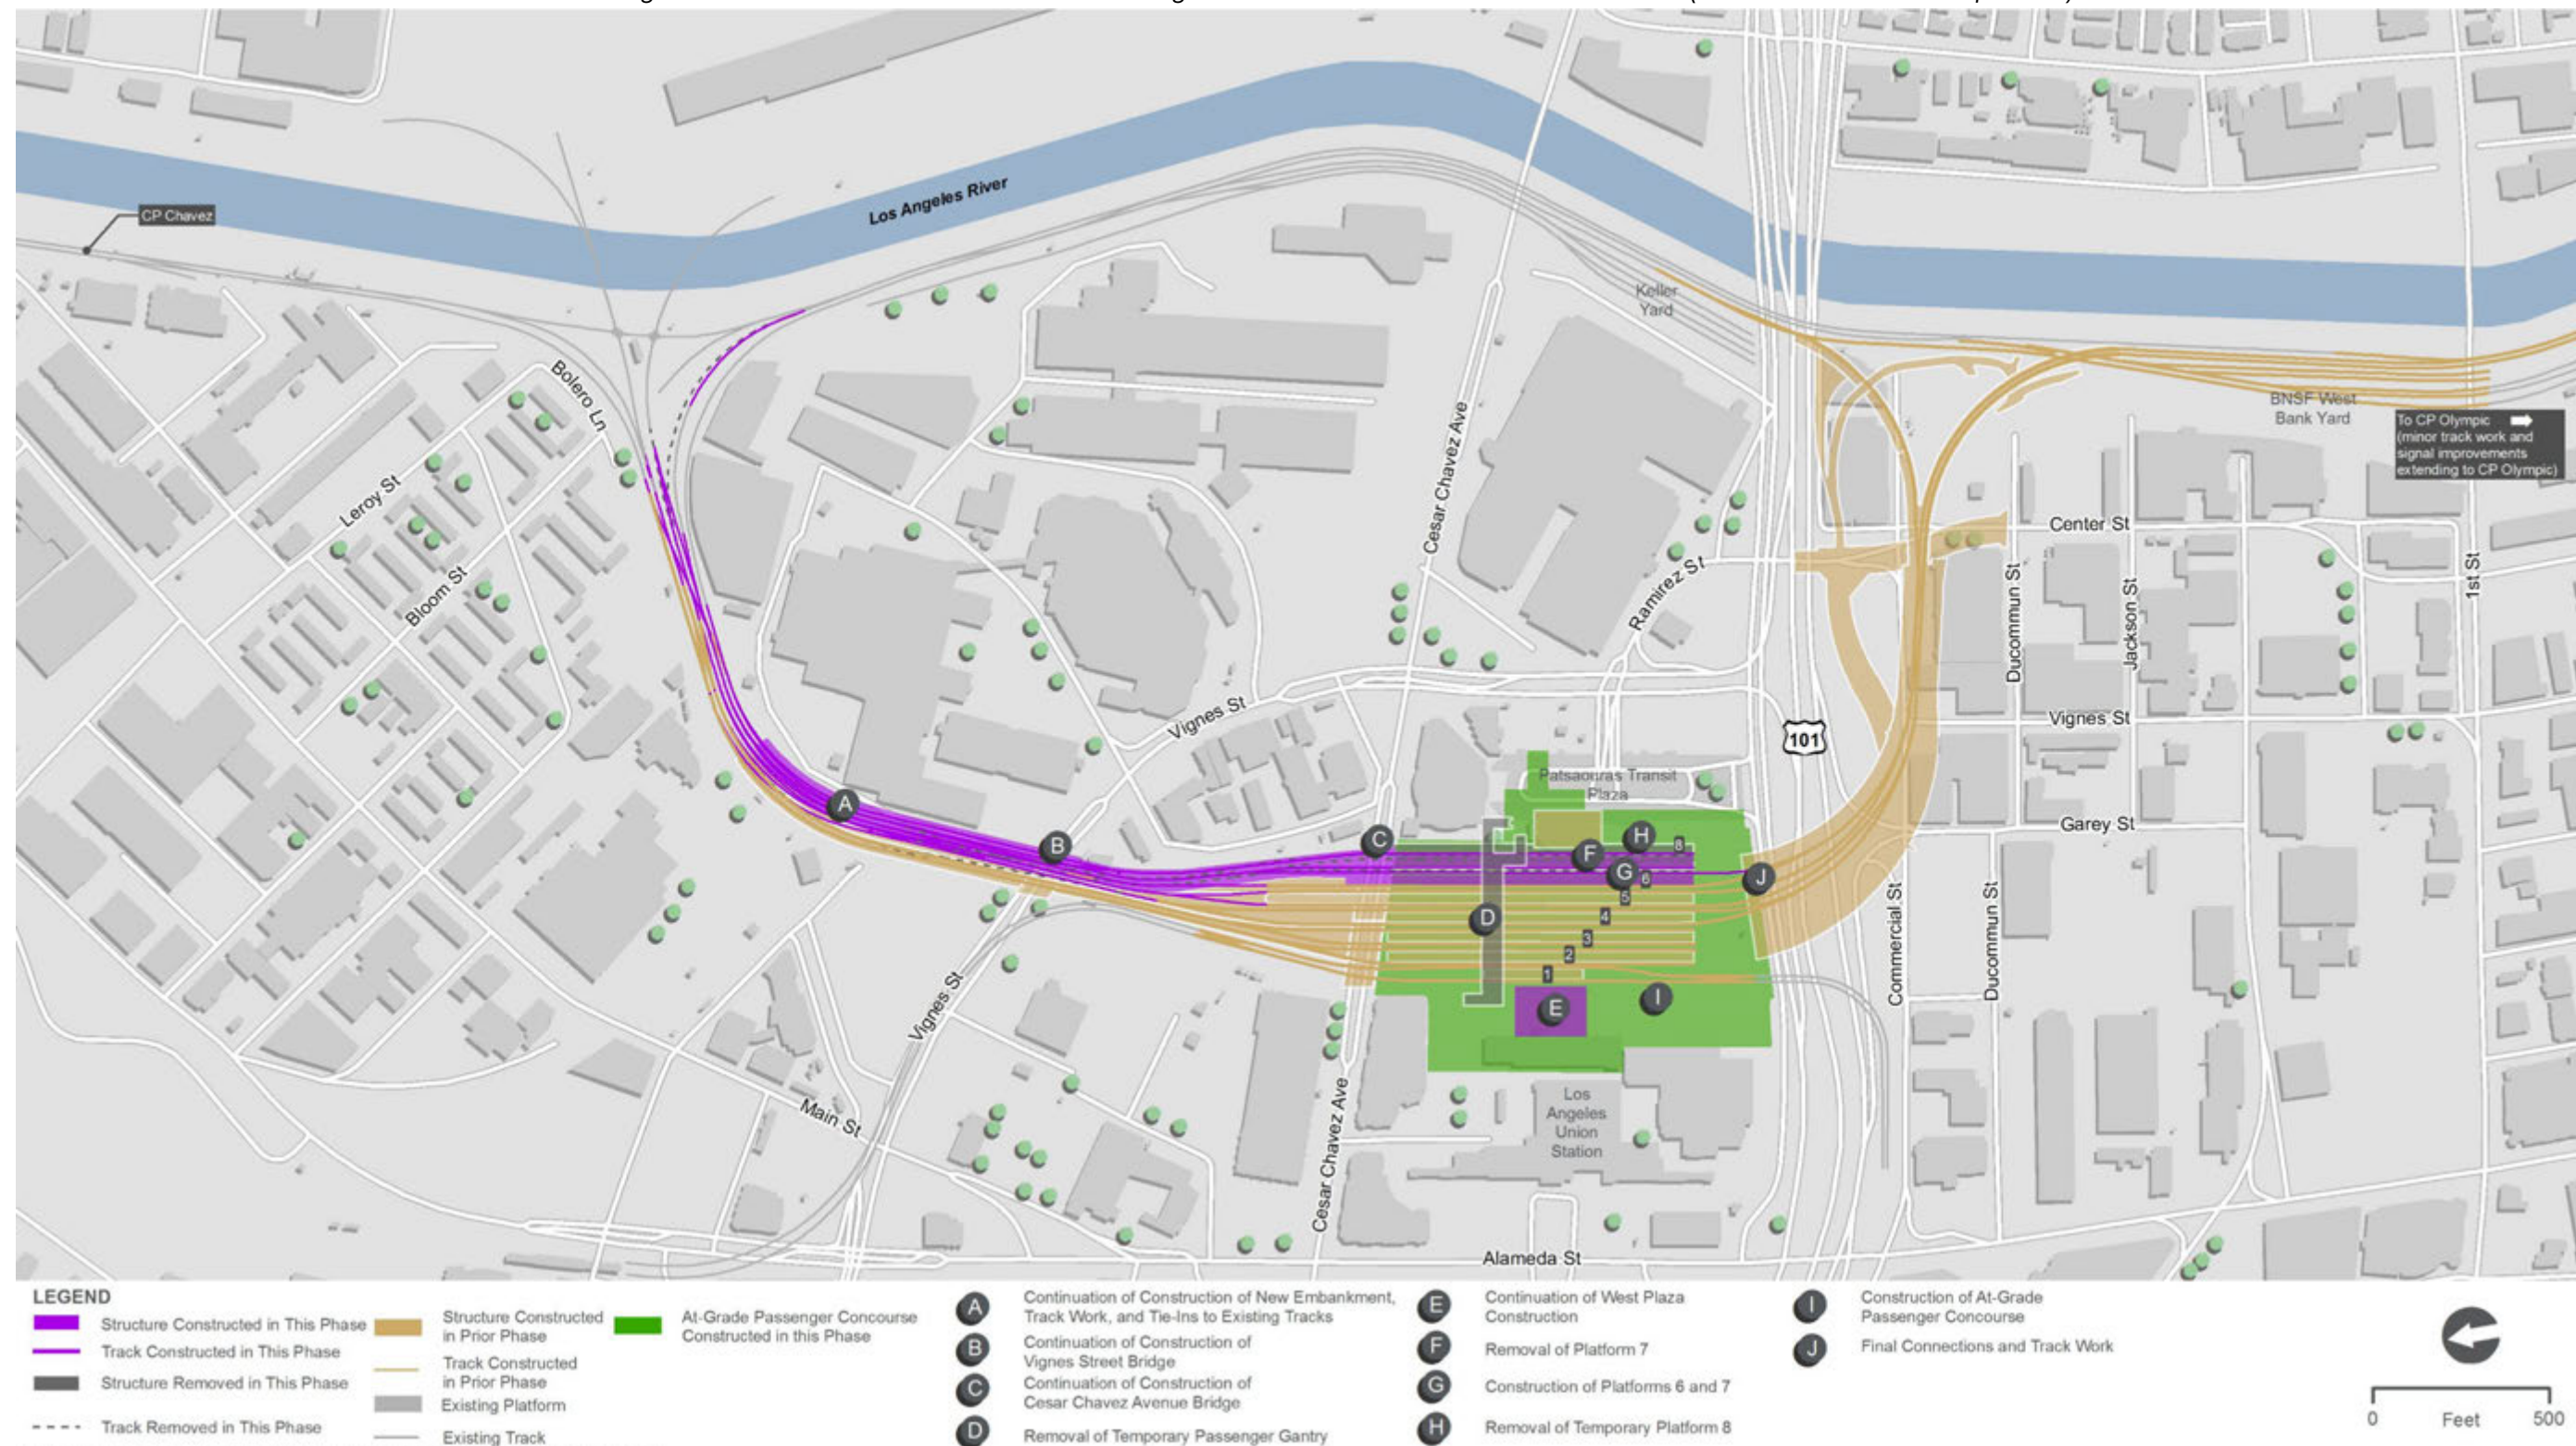 CP Chavez
Los Angeles River
Keller
Yard
BNSF West
Bank Yard
To CP Olympic
(minor track work and
signal improvements
extending to CP Olympic)
Bolero Ln
Leroy St
Bloom St
Cesar Chavez Ave
Ramirez St
Center St
Ducommun St
Jackson St
1st St
Vignes St
Vignes St
101
Patsaouras Transit
Plaza
Garey St
A
B
C
D
E
F
G
H
I
J
8
6
5
4
3
2
1
Commercial St
Ducommun St
Vignes St
Main St
Cesar Chavez Ave
Los
Angeles
Union
Station
Alameda St
LEGEND
Structure Constructed in This Phase
Track Constructed in This Phase
Structure Removed in This Phase
Track Removed in This Phase
Structure Constructed
in Prior Phase
Track Constructed
in Prior Phase
Existing Platform
Existing Track
At-Grade Passenger Concourse
Constructed in this Phase
A Continuation of Construction of New Embankment,
Track Work, and Tie-Ins to Existing Tracks
B Continuation of Construction of
Vignes Street Bridge
C Continuation of Construction of
Cesar Chavez Avenue Bridge
D Removal of Temporary Passenger Gantry
E Continuation of West Plaza
Construction
F Removal of Platform 7
G Construction of Platforms 6 and 7
H Removal of Temporary Platform 8
I Construction of At-Grade
Passenger Concourse
J Final Connections and Track Work
0 Feet 500